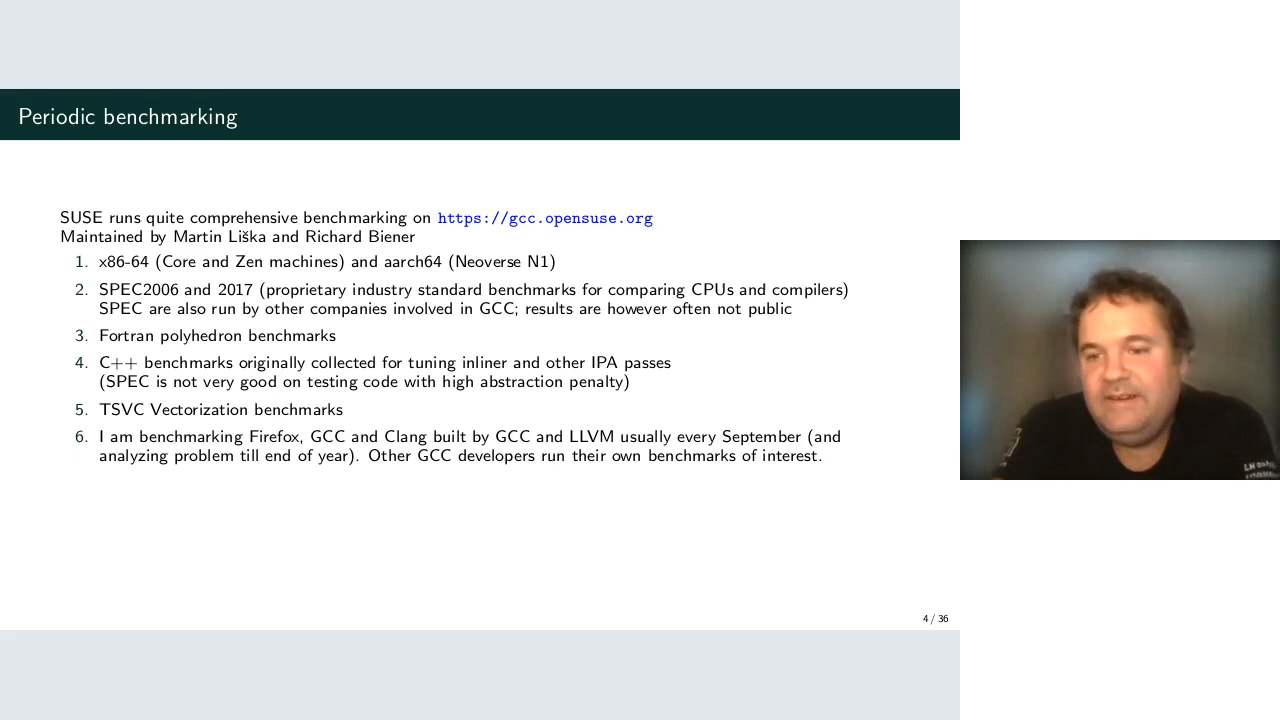 Periodic benchmarking
SUSE runs quite comprehensive benchmarking on https://gcc.opensuse.org
Maintained by Martin Liška and Richard Biener
1. x86-64 (Core and Zen machines) and aarch64 (Neoverse N1)
2. SPEC2006 and 2017 (proprietary industry standard benchmarks for comparing CPUs and compilers)
SPEC are also run by other companies involved in GCC; results are however often not public
3. Fortran polyhedron benchmarks
4. C++ benchmarks originally collected for tuning inliner and other IPA passes
(SPEC is not very good on testing code with high abstraction penalty)
5. TSVC Vectorization benchmarks
6. I am benchmarking Firefox, GCC and Clang built by GCC and LLVM usually every September (and
analyzing problem till end of year). Other GCC developers run their own benchmarks of interest.
4 / 36